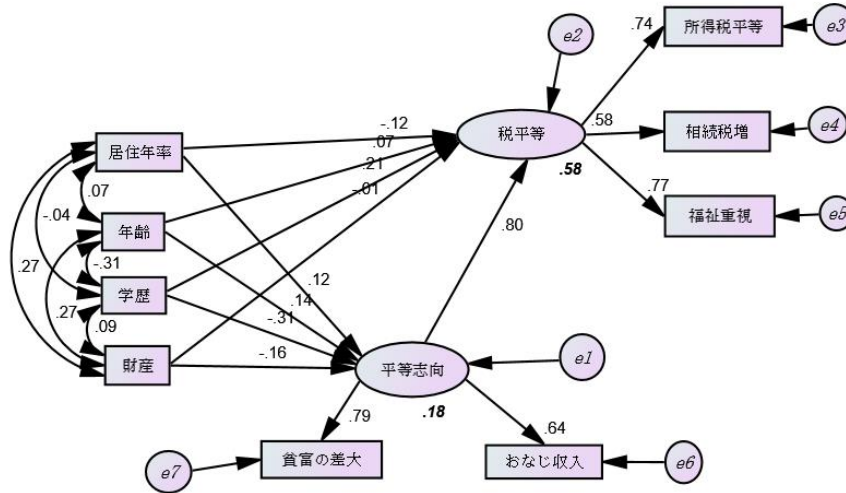 所得税平等
e3
.74
e2
-.12
税平等
.58
相続税増
e4
居住年率
.07
.21
.58
-.01
.77
福祉重視
e5
.07
-.04
年齢
.80
-.31
.27
学歴
.12
.14
.27
.09
-.31
財産
-.16
平等志向
e1
.18
.79
.64
貧富の差大
おなじ収入
e6
e7